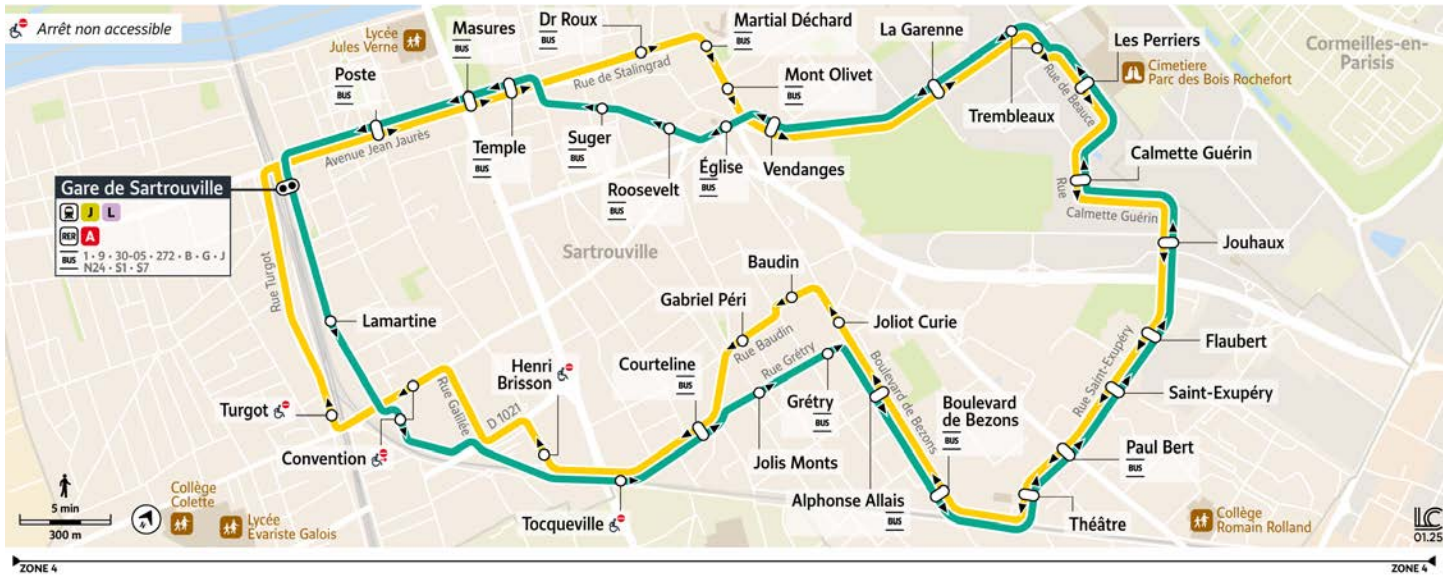 Arrêt non accessible
Lycée
Jules Verne
Masures
BUS
Dr Roux
BUS
Martial Déchard
BUS
La Garenne
Les Perriers
Cimetiere
Parc des Bois Rochefort
Cormeilles-en-
Parisis
Poste
BUS
Rue de Stalingrad
Mont Olivet
BUS
Rue de Beauce
Trembleaux
Avenue Jean Jaurès
Temple
BUS
Suger
BUS
Roosevelt
Église
BUS
Vendanges
Calmette Guérin
Rue
Calmette Guérin
Gare de Sartrouville
J L
RER A
BUS 1 · 9 · 30-05 · 272 · B · G · J
N24 · S1 · S7
Rue Turgot
Sartrouville
Jouhaux
Baudin
Gabriel Péri
Joliot Curie
Lamartine
Rue Baudin
Flaubert
Henri
Brisson
Courteline
BUS
Rue Grétry
Boulevard de Bezons
Rue Saint-Exupéry
Saint-Exupéry
Turgot
Rue Galilée
D 1021
Grétry
BUS
Boulevard
de Bezons
BUS
Convention
Jolis Monts
Paul Bert
BUS
5 min
300 m
Collège
Colette
Lycée
Evariste Galois
Tocqueville
Alphonse Allais
BUS
Théâtre
Collège
Romain Rolland
LC
01.25
ZONE 4
ZONE 4